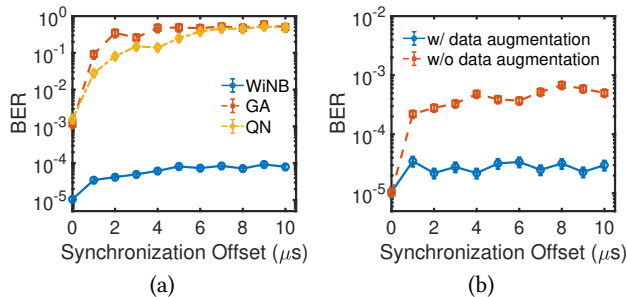 10^0
10^-1
10^-2
10^-3
10^-4
10^-5
BER
WiNB
GA
QN
0 2 4 6 8 10
Synchronization Offset (μs)
(a)
10^-2
10^-3
10^-4
10^-5
BER
w/ data augmentation
w/o data augmentation
0 2 4 6 8 10
Synchronization Offset (μs)
(b)